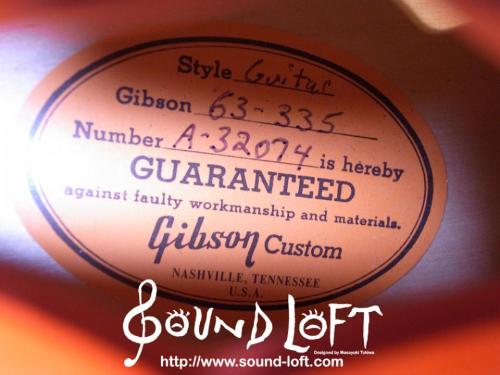 Style Guitar
Gibson 63-335
Number A-32074 is hereby
GUARANTEED
against faulty workmanship and materials.
Gibson Custom
NASHVILLE, TENNESSEE
U.S.A.
SOUND LOFT
Designed by Masayuki Tokiwa
http://www.sound-loft.com/